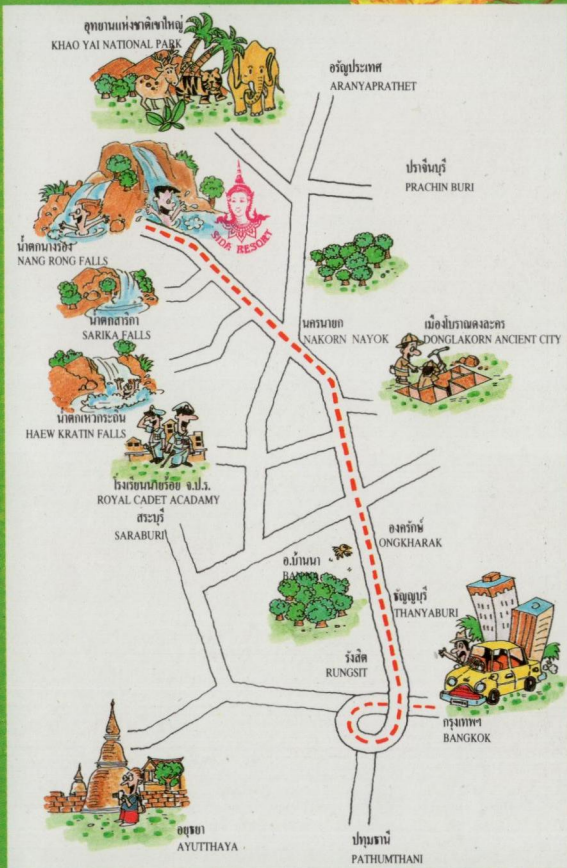 อุทยานแห่งชาติเขาใหญ่
KHAO YAI NATIONAL PARK
อรัญประเทศ
ARANYAPRATHET
ปราจีนบุรี
PRACHIN BURI
SIDA RESORT
น้ำตกนางรอง
NANG RONG FALLS
น้ำตกสาริกา
SARIKA FALLS
นครนายก
NAKORN NAYOK
เมืองโบราณดงละคร
DONGLAKORN ANCIENT CITY
น้ำตกเหวกระถิน
HAEW KRATIN FALLS
โรงเรียนนายร้อย จ.ป.ร.
ROYAL CADET ACADAMY
สระบุรี
SARABURI
องครักษ์
ONGKHARAK
อ.บ้านนา
ธัญญบุรี
THANYABURI
รังสิต
RUNGSIT
กรุงเทพฯ
BANGKOK
อยุธยา
AYUTTHAYA
ปทุมธานี
PATHUMTHANI